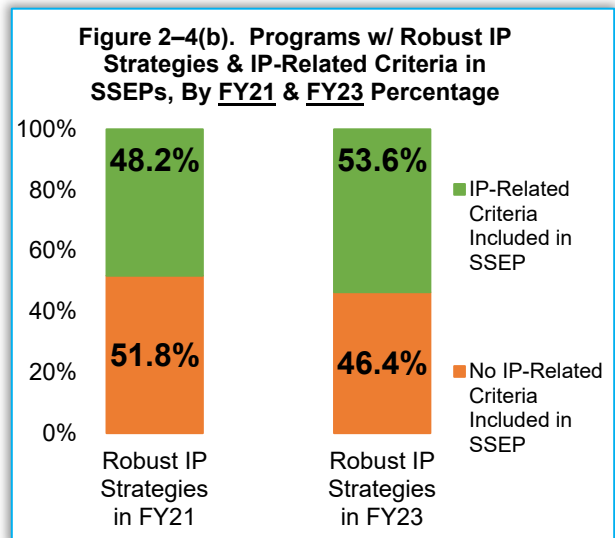 Figure 2–4(b). Programs w/ Robust IP
Strategies & IP-Related Criteria in
SSEPs, By FY21 & FY23 Percentage
100%
80%
60%
40%
20%
0%
48.2%
51.8%
53.6%
46.4%
Robust IP
Strategies
in FY21
Robust IP
Strategies
in FY23
IP-Related
Criteria
Included in
SSEP
No IP-Related
Criteria
Included in
SSEP